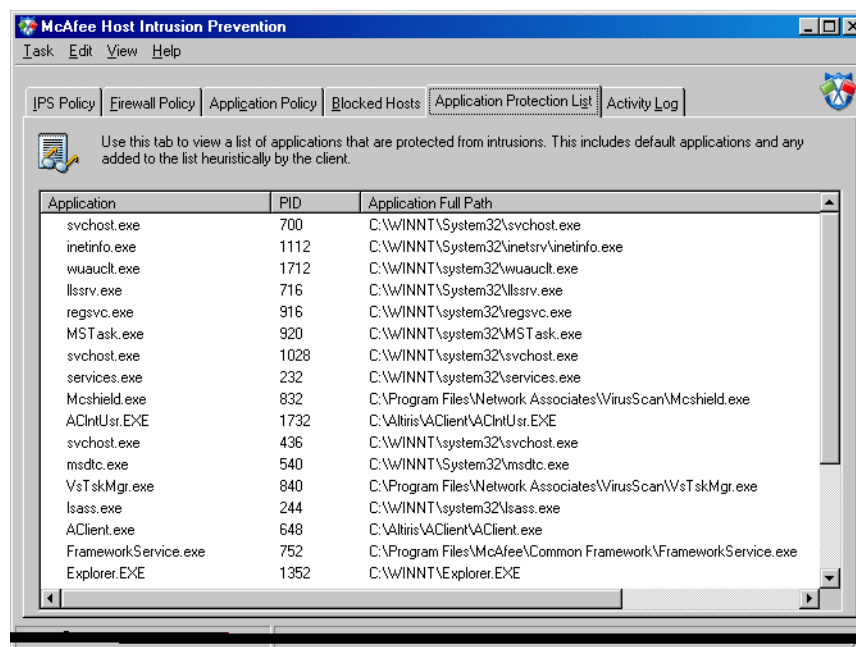 McAfee Host Intrusion Prevention
Task Edit View Help
IPS Policy Firewall Policy Application Policy Blocked Hosts Application Protection List Activity Log
Use this tab to view a list of applications that are protected from intrusions. This includes default applications and any
added to the list heuristically by the client.
Application PID Application Full Path
svchost.exe 700 C:\WINNT\System32\svchost.exe
inetinfo.exe 1112 C:\WINNT\System32\inetsrv\inetinfo.exe
wuauclt.exe 1712 C:\WINNT\system32\wuauclt.exe
llssrv.exe 716 C:\WINNT\System32\llssrv.exe
regsvc.exe 916 C:\WINNT\system32\regsvc.exe
MSTask.exe 920 C:\WINNT\system32\MSTask.exe
svchost.exe 1028 C:\WINNT\system32\svchost.exe
services.exe 232 C:\WINNT\system32\services.exe
Mcshield.exe 832 C:\Program Files\Network Associates\VirusScan\Mcshield.exe
AClntUsr.EXE 1732 C:\Altiris\AClient\AClntUsr.EXE
svchost.exe 436 C:\WINNT\system32\svchost.exe
msdtc.exe 540 C:\WINNT\System32\msdtc.exe
VsTskMgr.exe 840 C:\Program Files\Network Associates\VirusScan\VsTskMgr.exe
lsass.exe 244 C:\WINNT\system32\lsass.exe
AClient.exe 648 C:\Altiris\AClient\AClient.exe
FrameworkService.exe 752 C:\Program Files\McAfee\Common Framework\FrameworkService.exe
Explorer.EXE 1352 C:\WINNT\Explorer.EXE